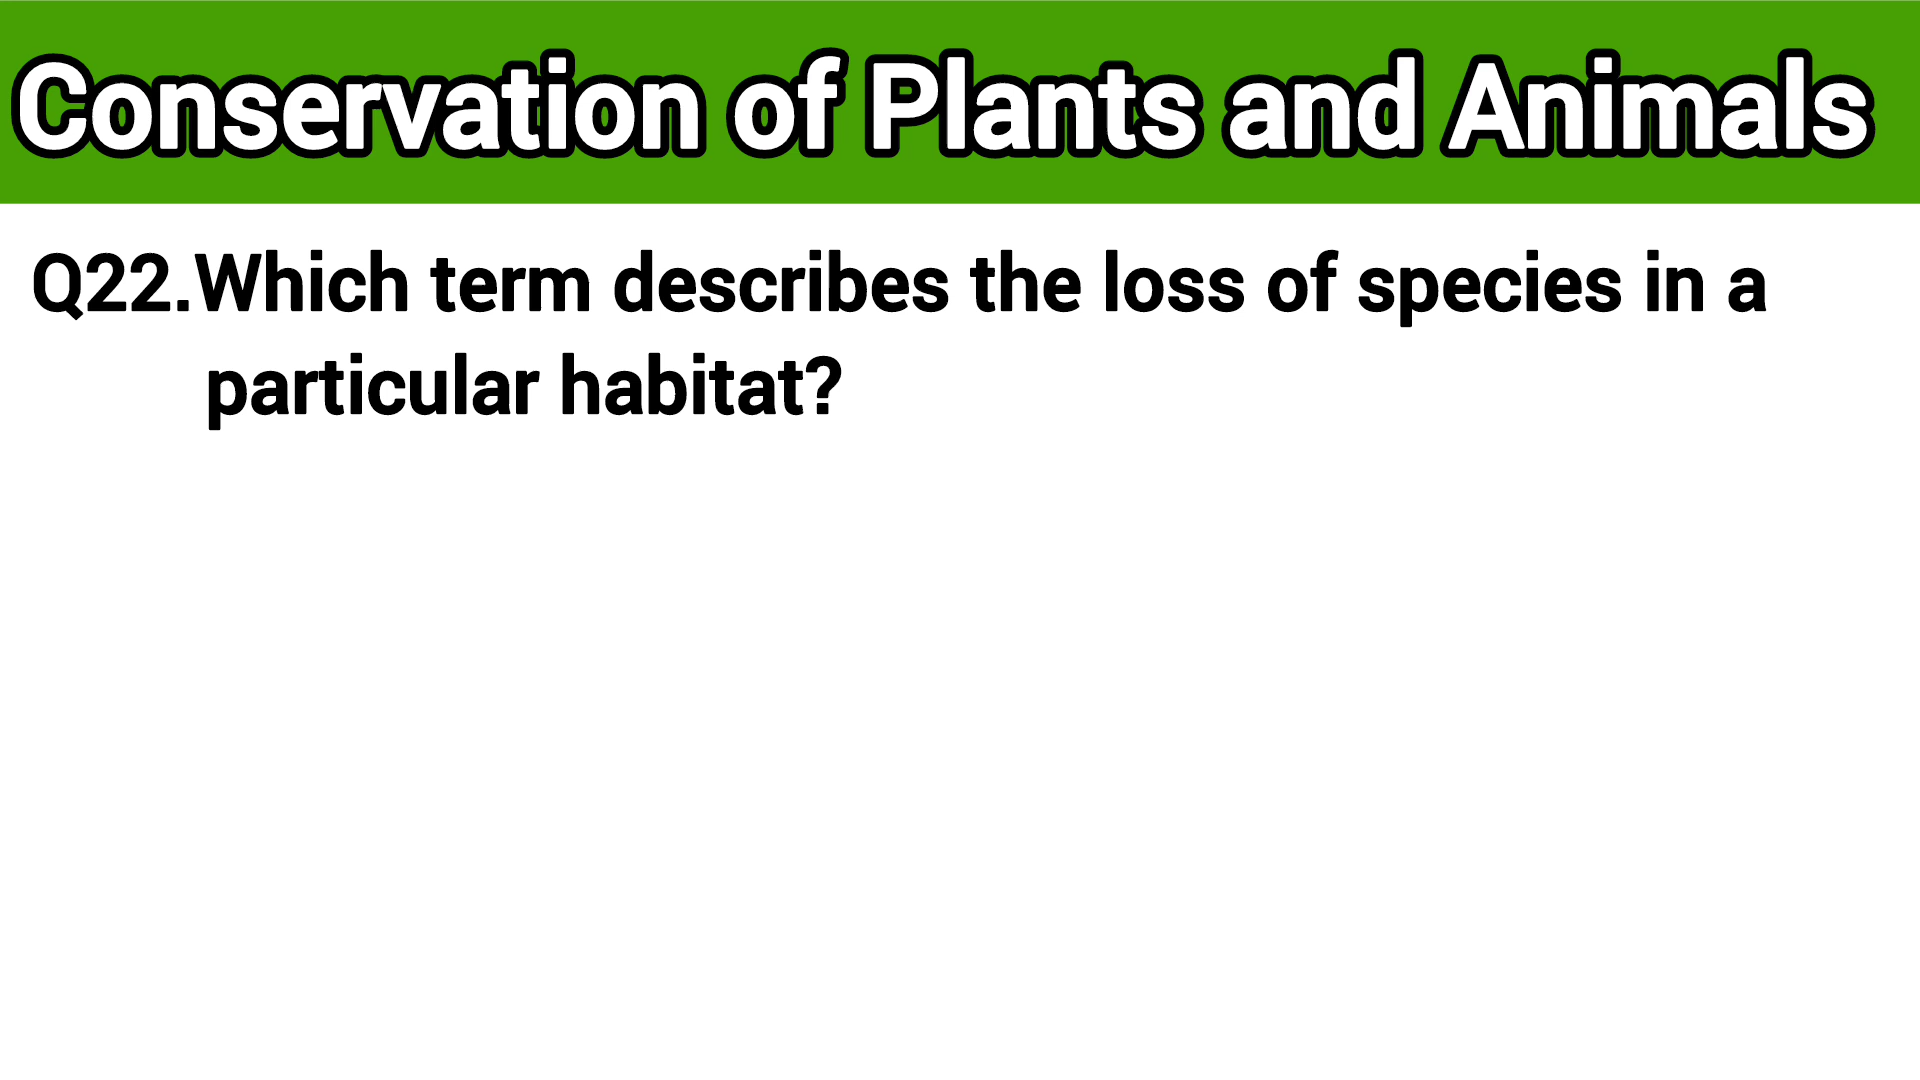 Conservation of Plants and Animals
Q22.Which term describes the loss of species in a
particular habitat?